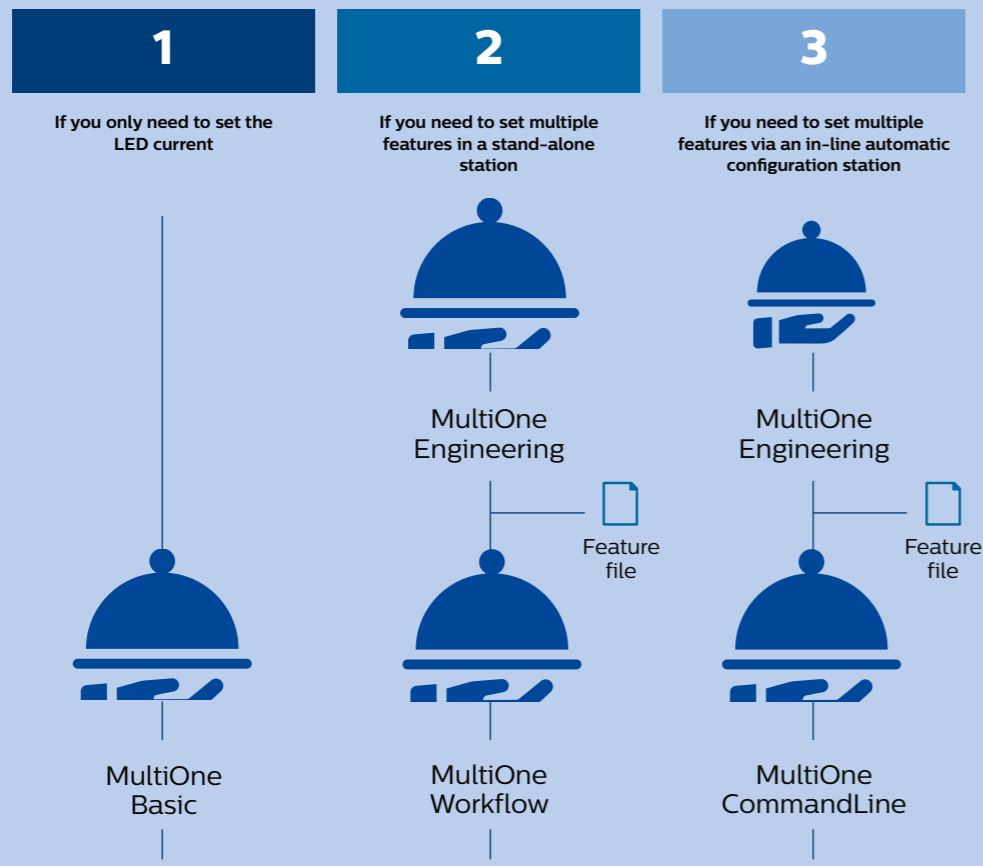 1
If you only need to set the
LED current
2
If you need to set multiple
features in a stand-alone
station
3
If you need to set multiple
features via an in-line automatic
configuration station
MultiOne
Engineering
MultiOne
Engineering
Feature
file
Feature
file
MultiOne
Basic
MultiOne
Workflow
MultiOne
CommandLine